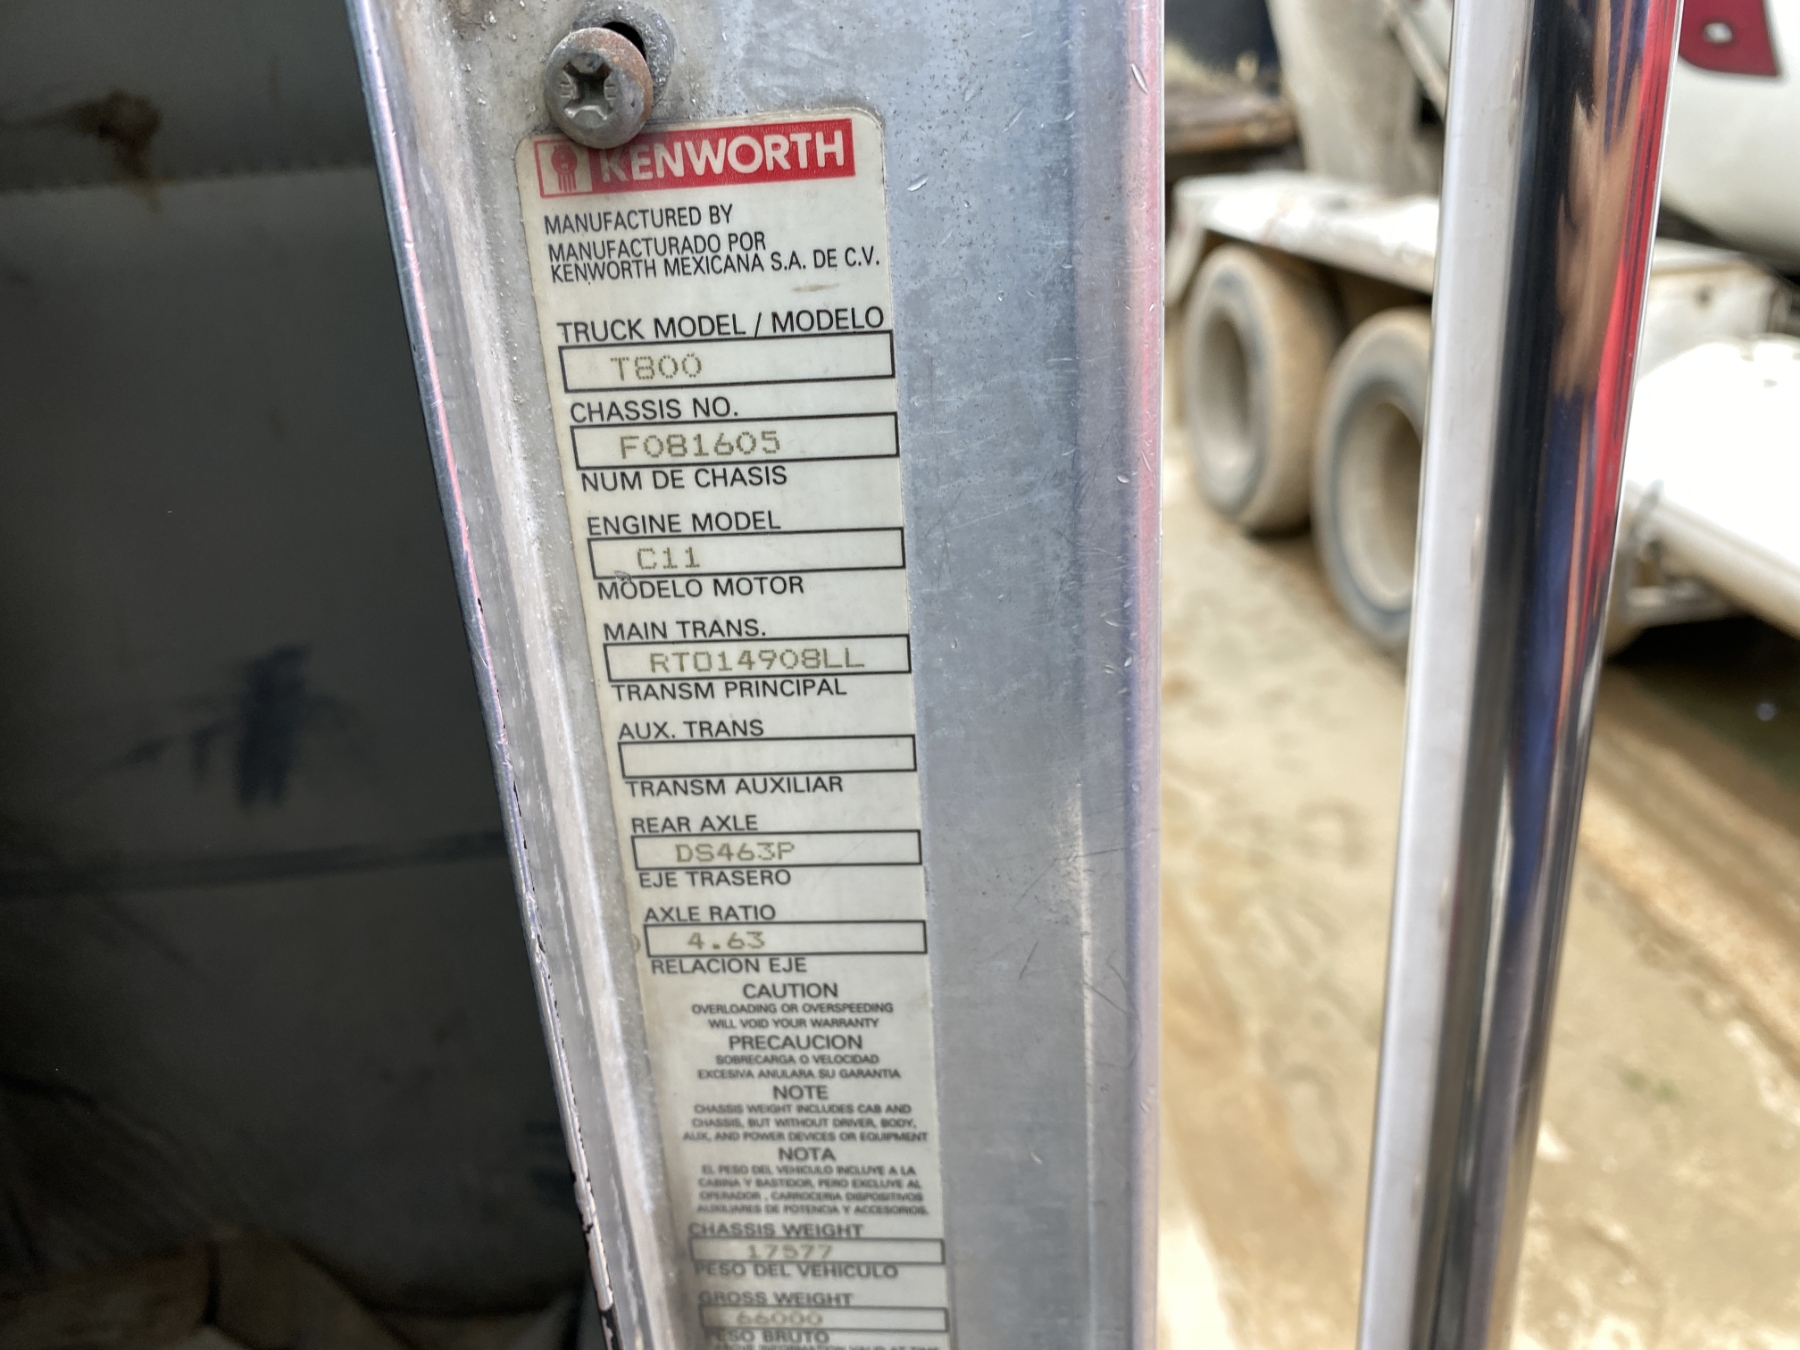 KENWORTH
MANUFACTURED BY
MANUFACTURADO POR
KENWORTH MEXICANA S.A. DE C.V.
TRUCK MODEL / MODELO
T800
CHASSIS NO.
F081605
NUM DE CHASIS
ENGINE MODEL
C11
MODELO MOTOR
MAIN TRANS.
RTO14908LL
TRANSM PRINCIPAL
AUX. TRANS
TRANSM AUXILIAR
REAR AXLE
DS463P
EJE TRASERO
AXLE RATIO
4.63
RELACION EJE
CAUTION
OVERLOADING OR OVERSPEEDING
WILL VOID YOUR WARRANTY
PRECAUCION
SOBRECARGA O VELOCIDAD
EXCESIVA ANULARA SU GARANTIA
NOTE
CHASSIS WEIGHT INCLUDES CAB AND
CHASSIS, BUT WITHOUT DRIVER, BODY,
AUX. AND POWER DEVICES OR EQUIPMENT
NOTA
EL PESO DEL VEHICULO INCLUYE A LA
CABINA Y BASTIDOR, PERO EXCLUYE AL
OPERADOR , CARROCERIA DISPOSITIVOS
AUXILIARES DE POTENCIA Y ACCESORIOS.
CHASSIS WEIGHT
17577
PESO DEL VEHICULO
GROSS WEIGHT
66000
PESO BRUTO